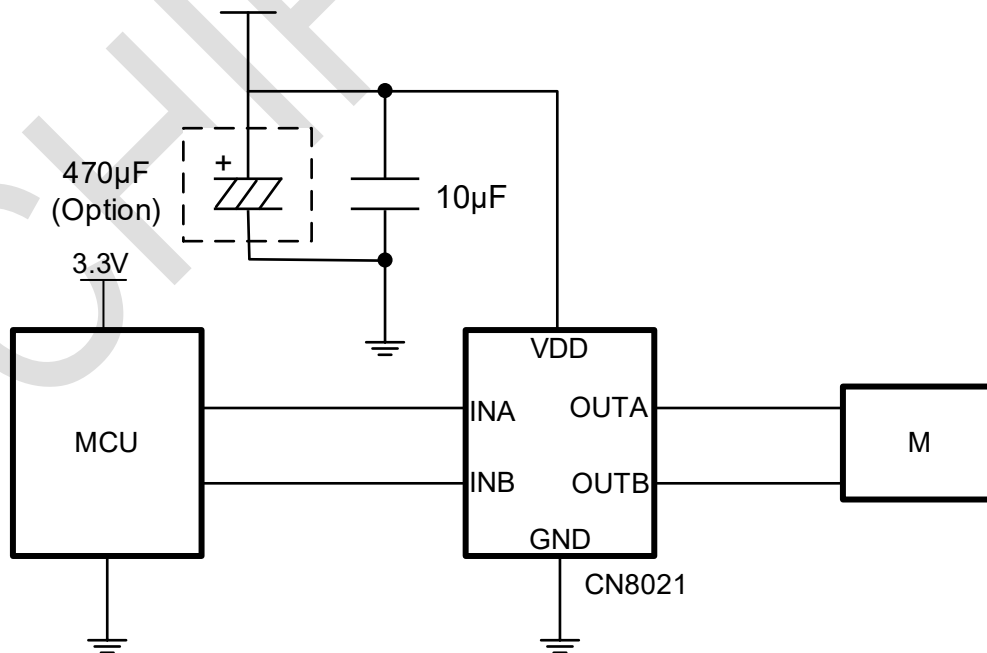 +
470µF
(Option)
10µF
3.3V
VDD
MCU
INA
OUTA
M
INB
OUTB
GND
CN8021